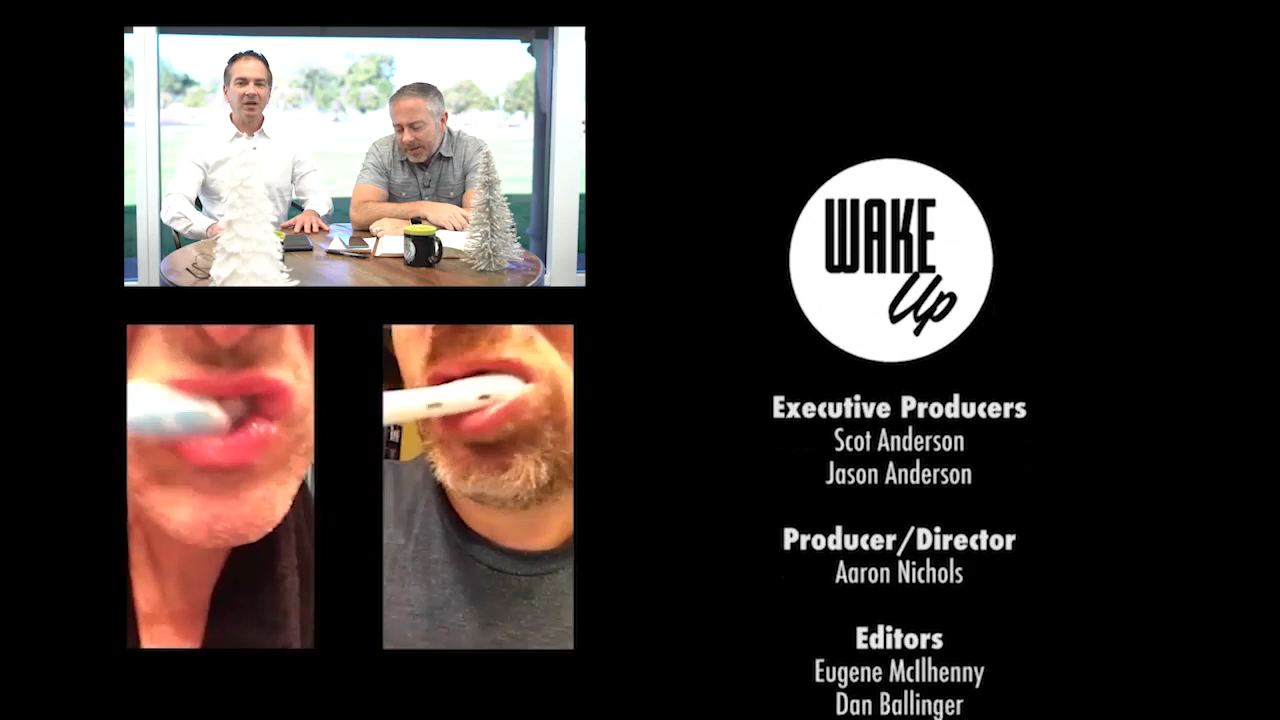 WAKE
Up
Executive Producers
Scot Anderson
Jason Anderson
Producer/Director
Aaron Nichols
Editors
Eugene McIlhenny
Dan Ballinger